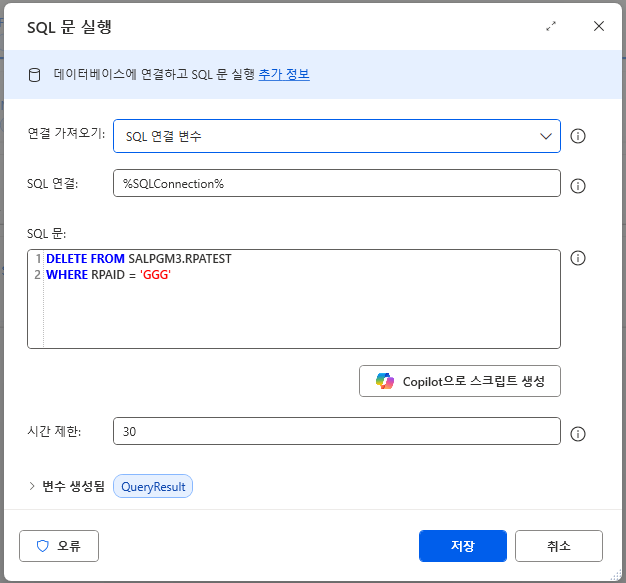 SQL 문 실행
데이터베이스에 연결하고 SQL 문 실행 추가 정보
연결 가져오기: SQL 연결 변수
SQL 연결: %SQLConnection%
SQL 문:
1 DELETE FROM SALPGM3.RPATEST
2 WHERE RPAID = 'GGG'
Copilot으로 스크립트 생성
시간 제한: 30
변수 생성됨 QueryResult
오류 저장 취소